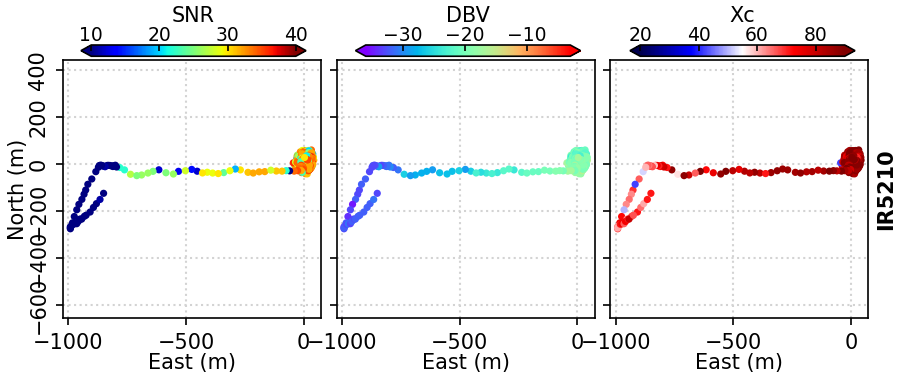 SNR DBV Xc
10 20 30 40 −30 −20 −10 20 40 60 80
400
200
0
−200
−400
−600
North (m)
−1000 −500 0 −1000 −500 0 −1000 −500 0
East (m) East (m) East (m)
IR5210